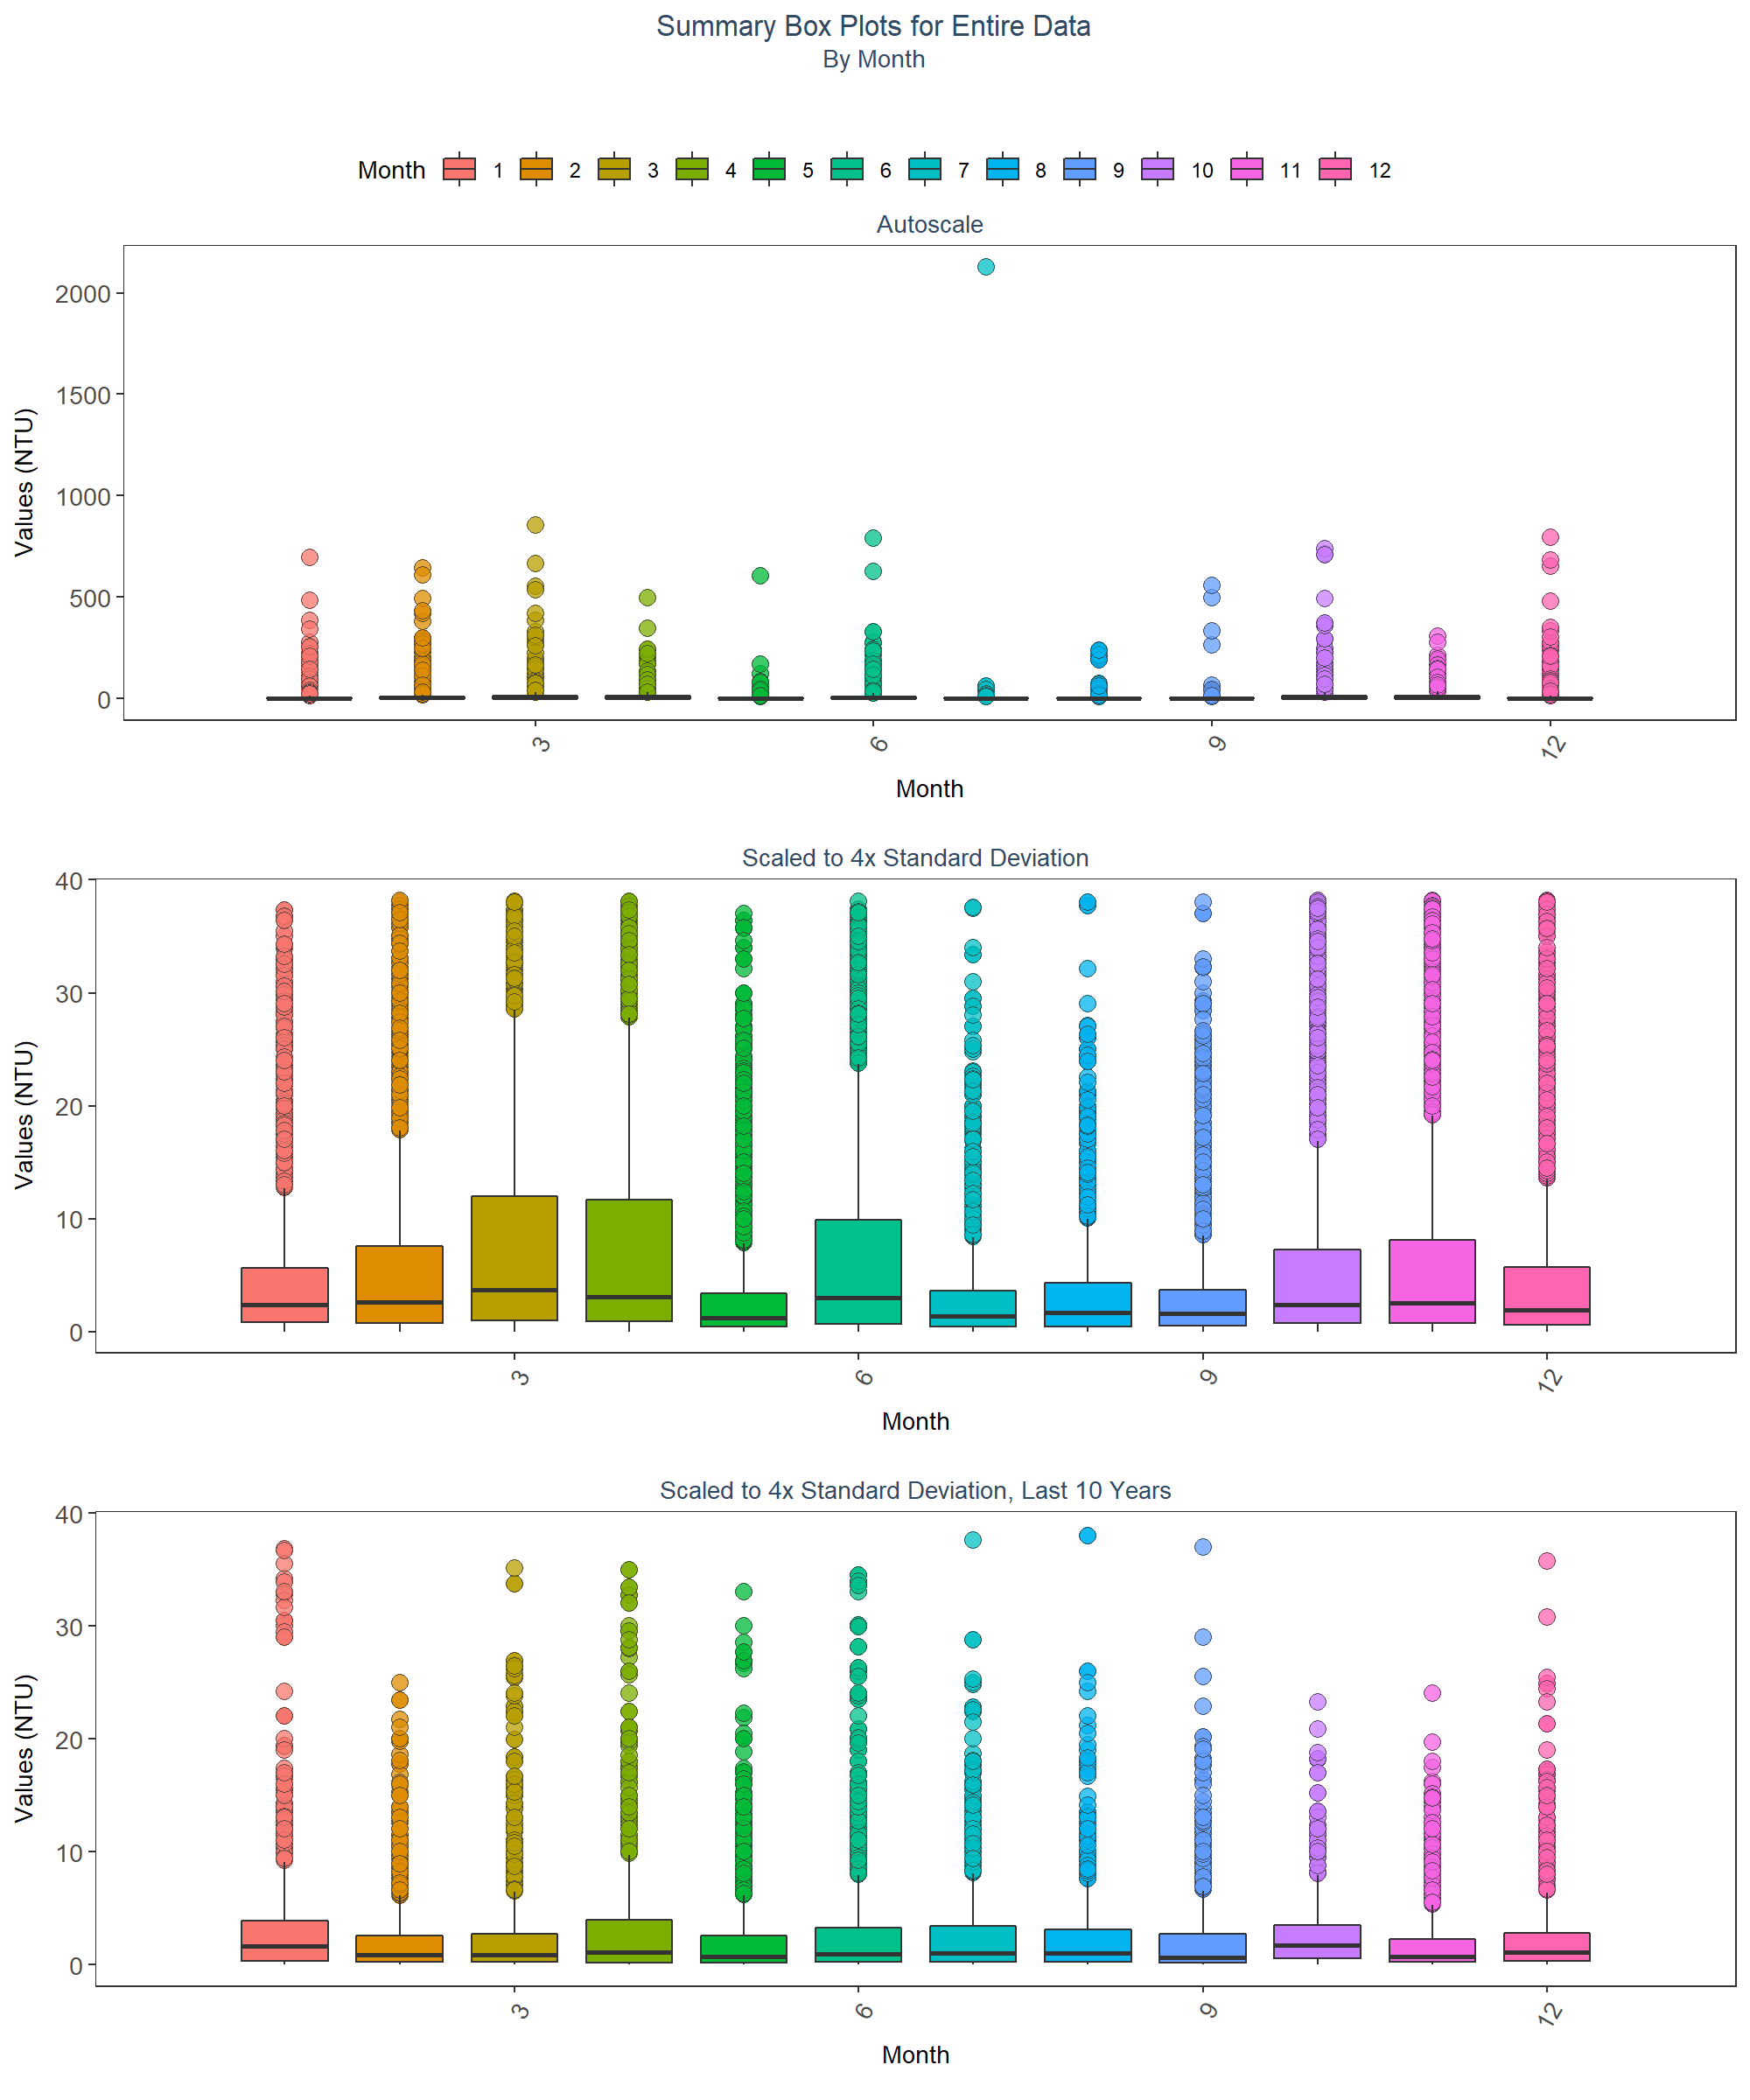 Summary Box Plots for Entire Data
By Month
Month 1 2 3 4 5 6 7 8 9 10 11 12
Autoscale
Values (NTU)
2000
1500
1000
500
0
3 6 9 12
Month
Scaled to 4x Standard Deviation
Values (NTU)
40
30
20
10
0
3 6 9 12
Month
Scaled to 4x Standard Deviation, Last 10 Years
Values (NTU)
40
30
20
10
0
3 6 9 12
Month